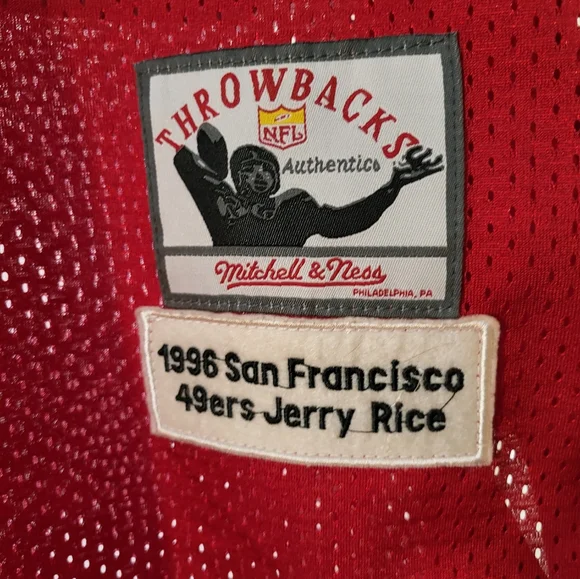 THROWBACKS
NFL
Authentics
Mitchell & Ness
PHILADELPHIA, PA
1996 San Francisco
49ers Jerry Rice